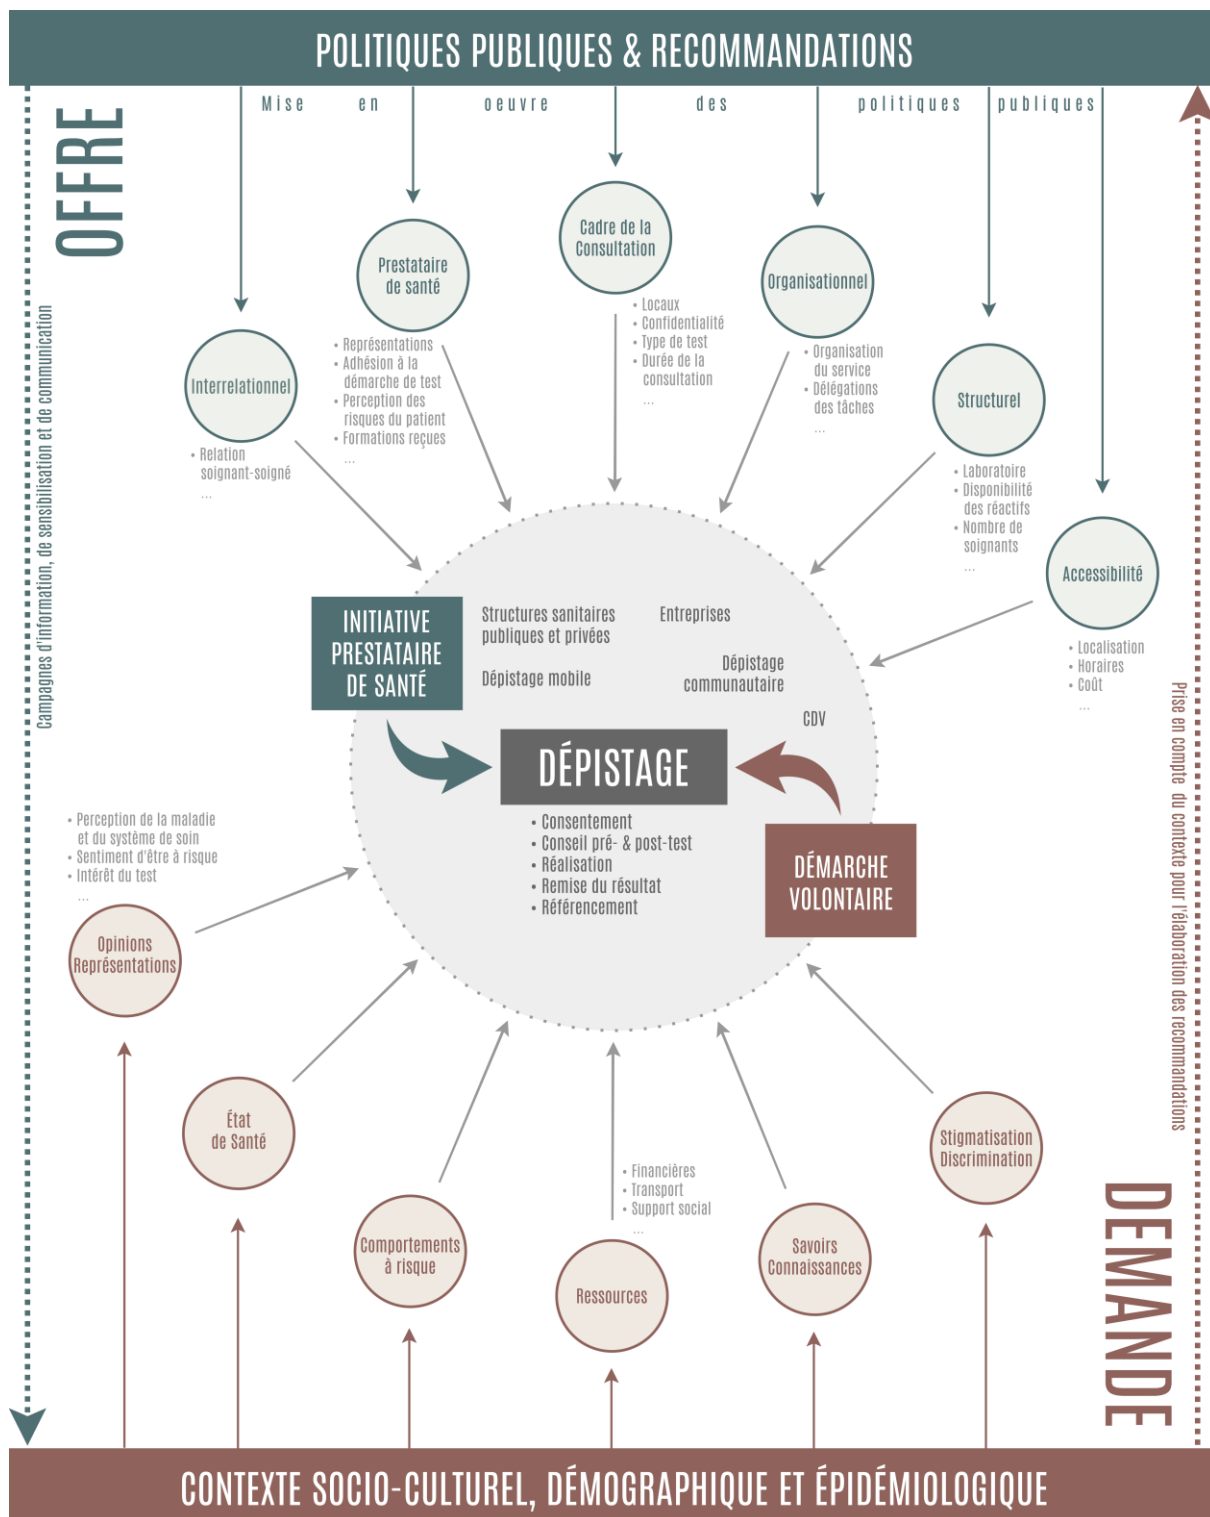 POLITIQUES PUBLIQUES & RECOMMANDATIONS
Mise en oeuvre des politiques publiques
OFFRE
Campagnes d'information, de sensibilisation et de communication
Interrelationnel
• Relation
soignant-soigné
...
Prestataire
de santé
• Représentations
• Adhésion à la
démarche de test
• Perception des
risques du patient
• Formations reçues
...
Cadre de la
Consultation
• Locaux
• Confidentialité
• Type de test
• Durée de la
consultation
...
Organisationnel
• Organisation
du service
• Délégations
des tâches
...
Structurel
• Laboratoire
• Disponibilité
des réactifs
• Nombre de
soignants
...
Accessibilité
• Localisation
• Horaires
• Coût
...
INITIATIVE
PRESTATAIRE
DE SANTÉ
Structures sanitaires
publiques et privées
Entreprises
Dépistage mobile
Dépistage
communautaire
CDV
DÉPISTAGE
• Consentement
• Conseil pré- & post-test
• Réalisation
• Remise du résultat
• Référencement
DÉMARCHE
VOLONTAIRE
Prise en compte du contexte pour l'élaboration des recommandations
• Perception de la maladie
et du système de soin
• Sentiment d'être à risque
• Intérêt du test
...
Opinions
Représentations
État
de Santé
Comportements
à risque
• Financières
• Transport
• Support social
...
Ressources
Savoirs
Connaissances
Stigmatisation
Discrimination
DEMANDE
CONTEXTE SOCIO-CULTUREL, DÉMOGRAPHIQUE ET ÉPIDÉMIOLOGIQUE